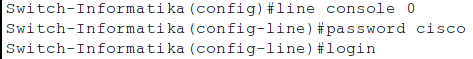 Switch-Informatika(config)#line console 0
Switch-Informatika(config-line)#password cisco
Switch-Informatika(config-line)#login